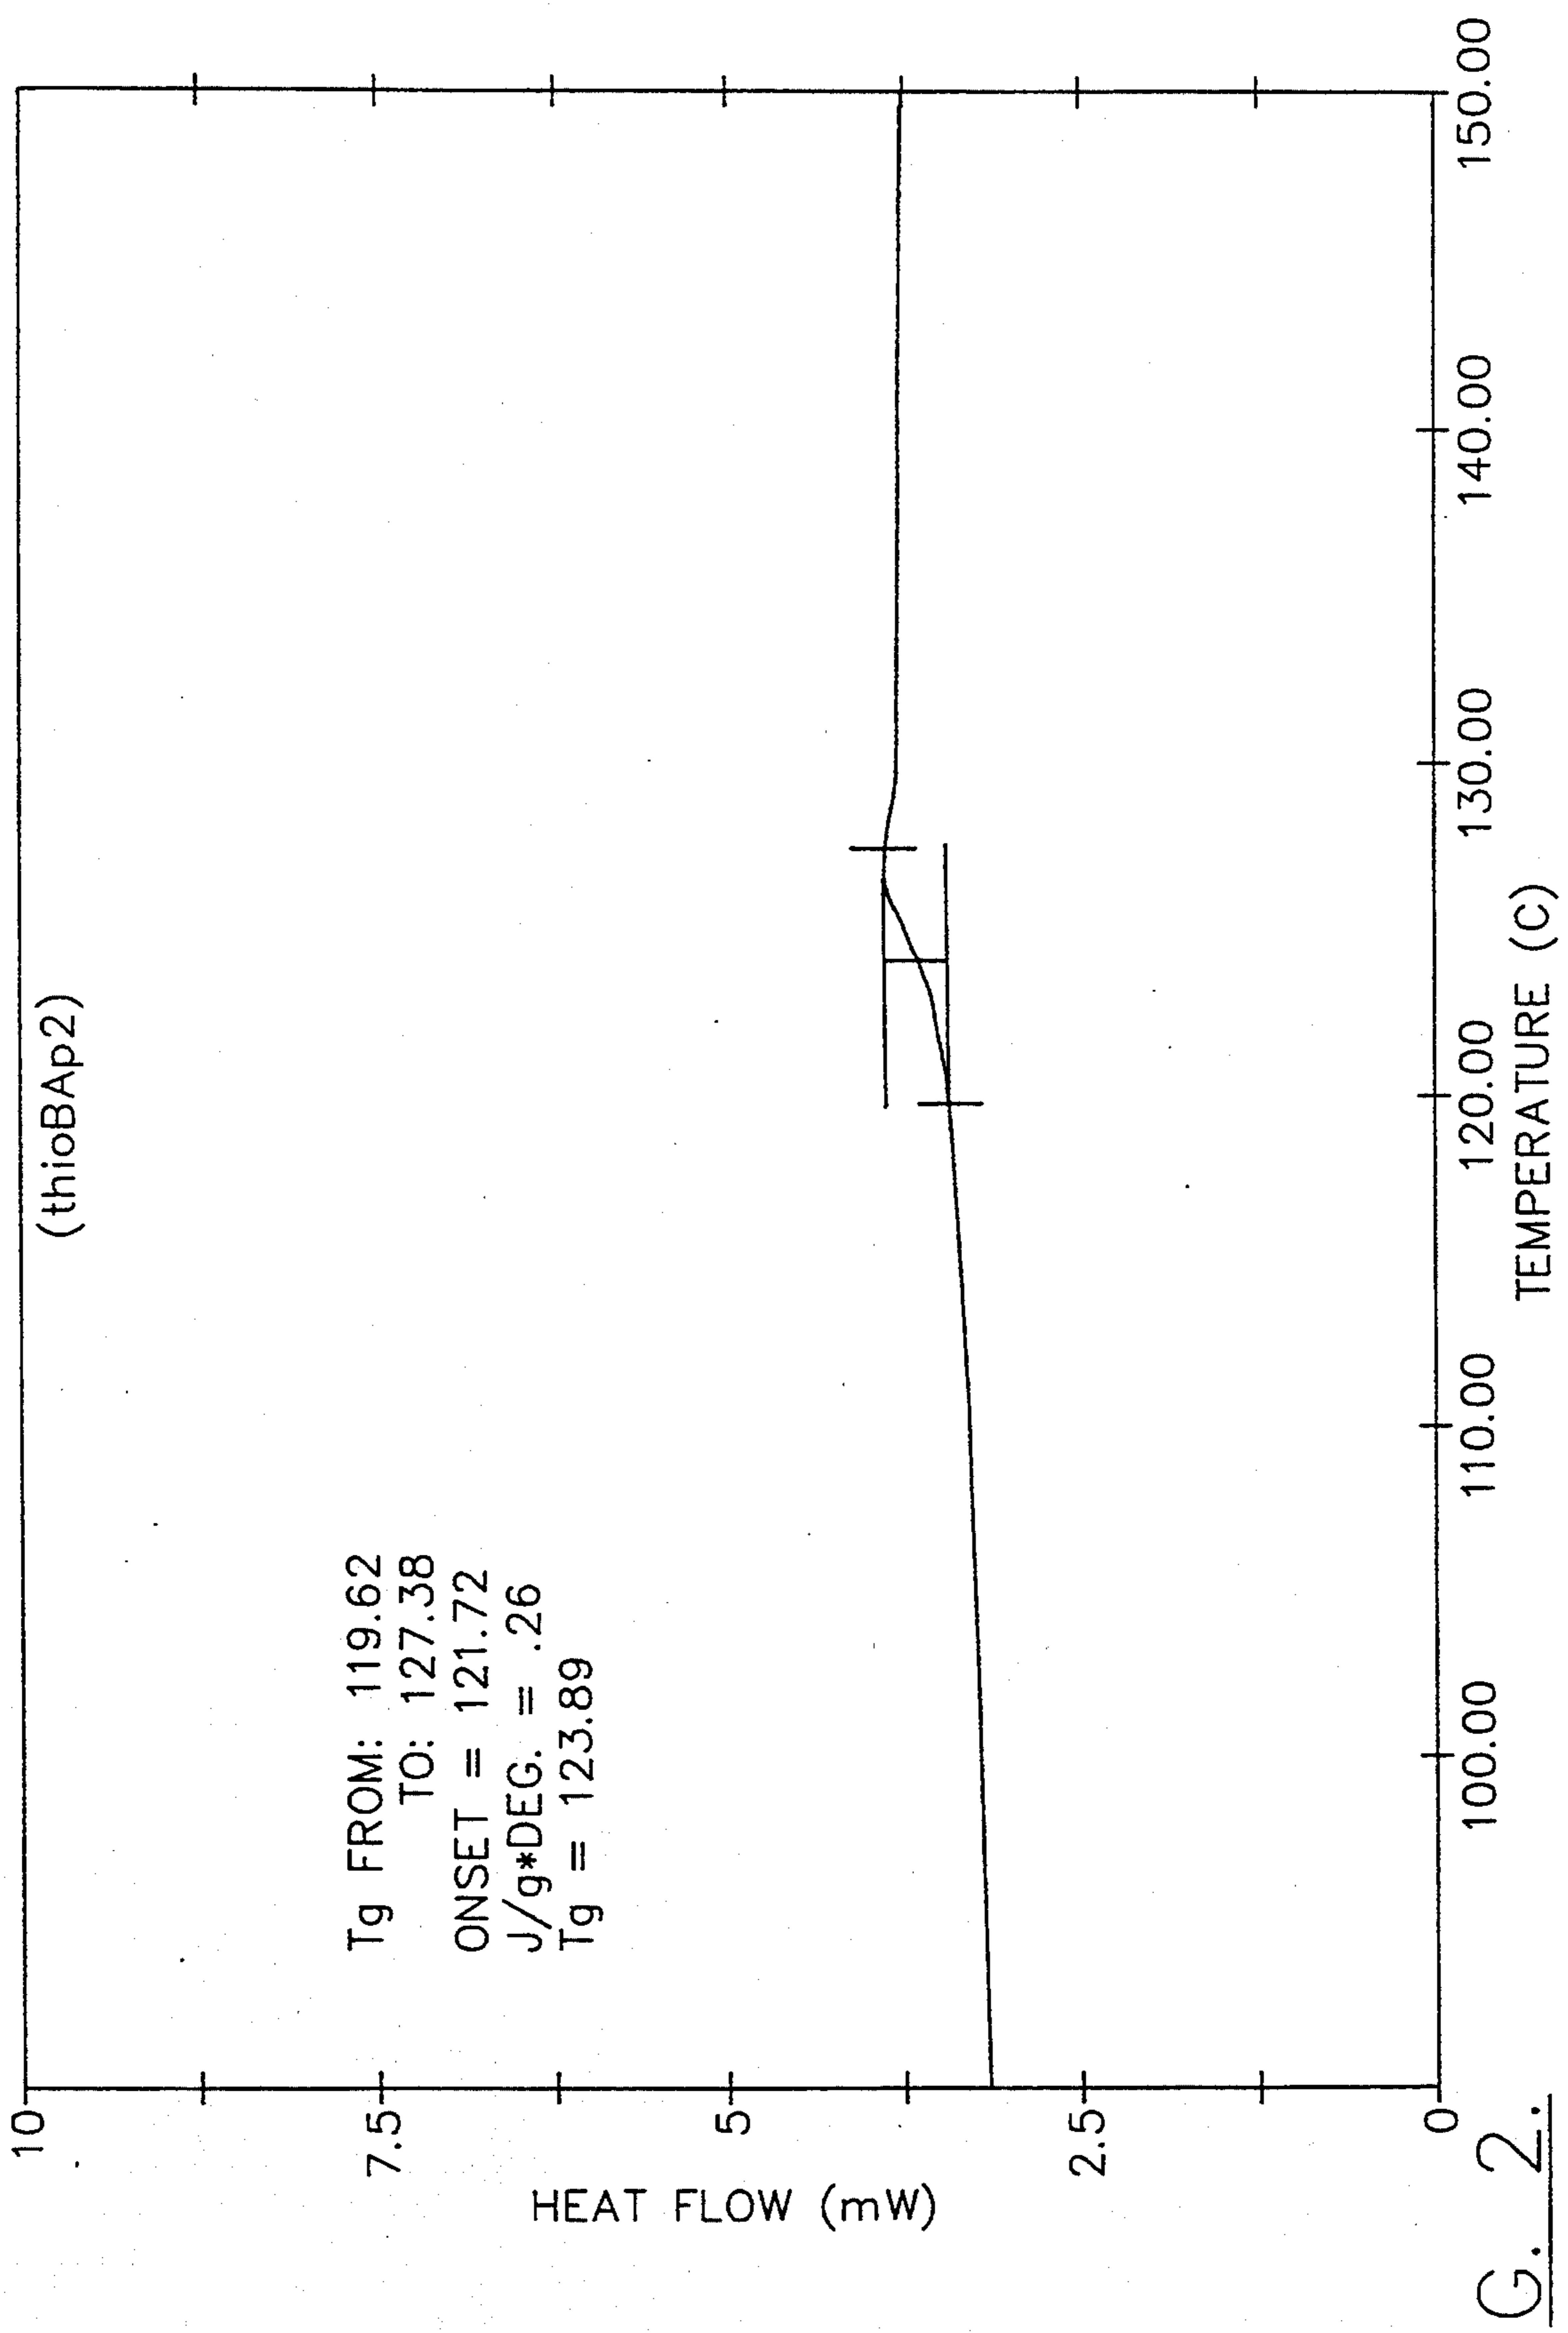 (thioBAp2)
Tg FROM: 119.62
TO: 127.38
ONSET = 121.72
J/g*DEG. = .26
Tg = 123.89
HEAT FLOW (mW)
10
7.5
5
2.5
0
100.00 110.00 120.00 130.00 140.00 150.00
TEMPERATURE (C)
G. 2.